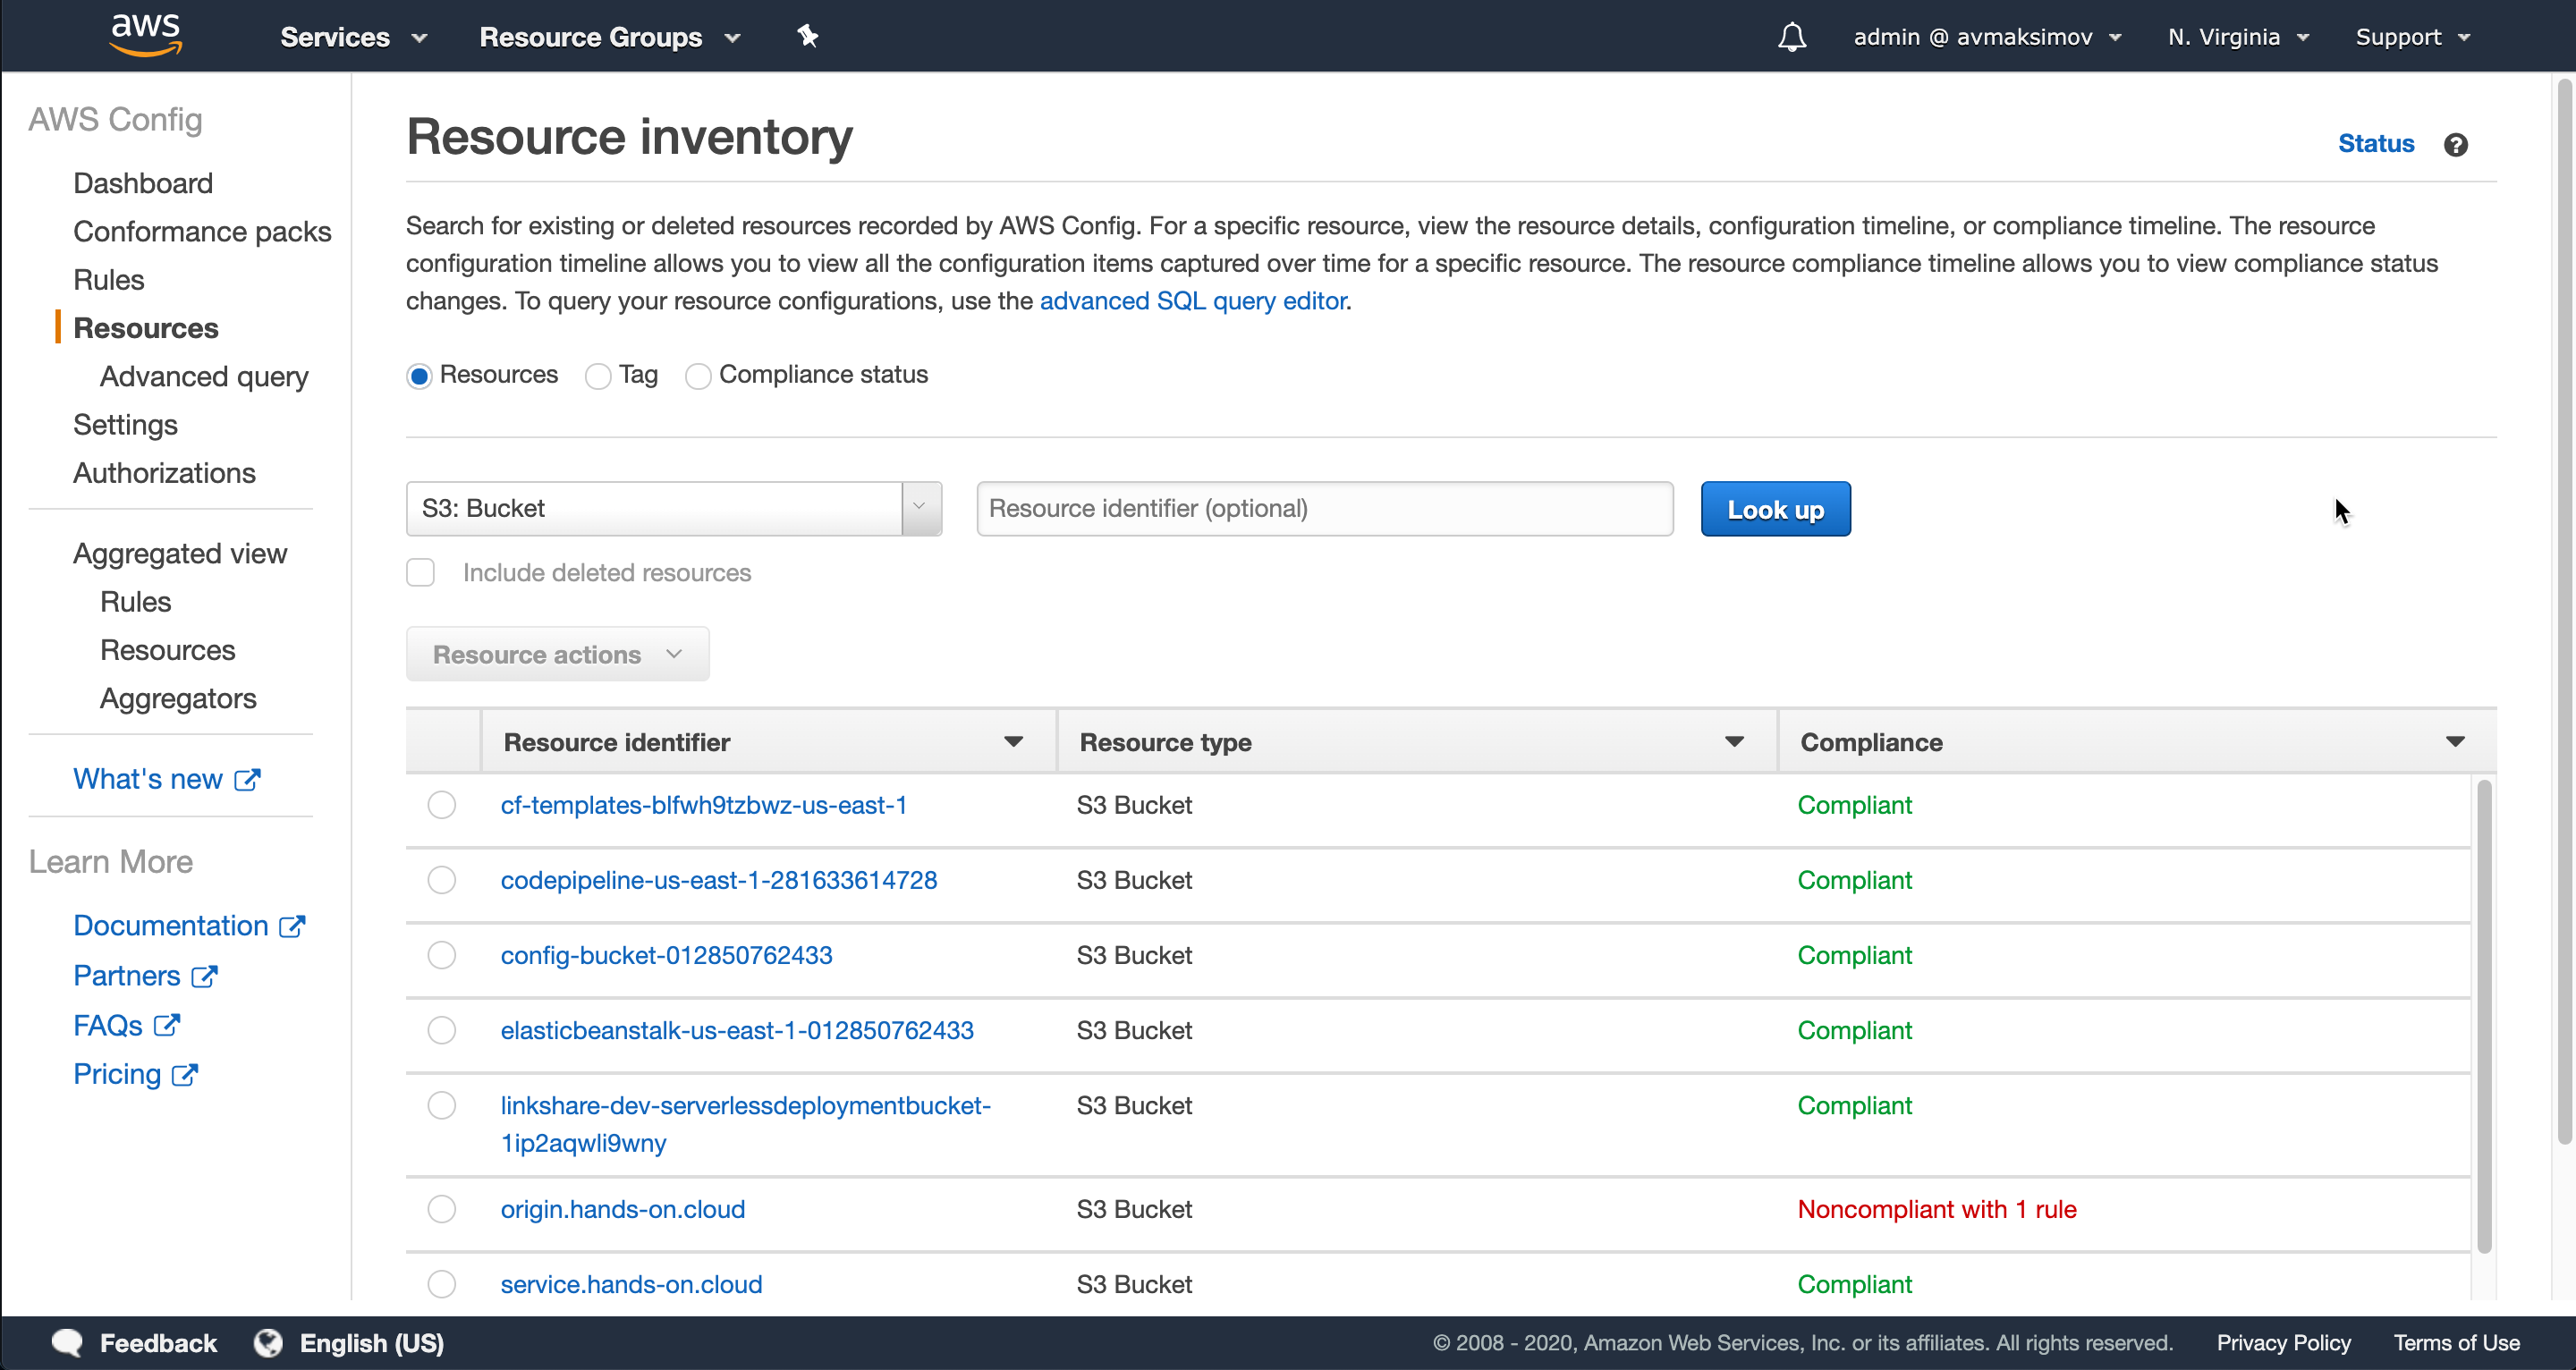 aws Services Resource Groups admin @ avmaksimov N. Virginia Support
AWS Config
Dashboard
Conformance packs
Rules
Resources
Advanced query
Settings
Authorizations
Aggregated view
Rules
Resources
Aggregators
What's new
Learn More
Documentation
Partners
FAQs
Pricing
Resource inventory
Status ?
Search for existing or deleted resources recorded by AWS Config. For a specific resource, view the resource details, configuration timeline, or compliance timeline. The resource
configuration timeline allows you to view all the configuration items captured over time for a specific resource. The resource compliance timeline allows you to view compliance status
changes. To query your resource configurations, use the advanced SQL query editor.
Resources Tag Compliance status
S3: Bucket Resource identifier (optional) Look up
Include deleted resources
Resource actions
Resource identifier Resource type Compliance
cf-templates-blfwh9tzbwz-us-east-1 S3 Bucket Compliant
codepipeline-us-east-1-281633614728 S3 Bucket Compliant
config-bucket-012850762433 S3 Bucket Compliant
elasticbeanstalk-us-east-1-012850762433 S3 Bucket Compliant
linkshare-dev-serverlessdeploymentbucket- S3 Bucket Compliant
1ip2aqwli9wny
origin.hands-on.cloud S3 Bucket Noncompliant with 1 rule
service.hands-on.cloud S3 Bucket Compliant
Feedback English (US) © 2008 - 2020, Amazon Web Services, Inc. or its affiliates. All rights reserved. Privacy Policy Terms of Use